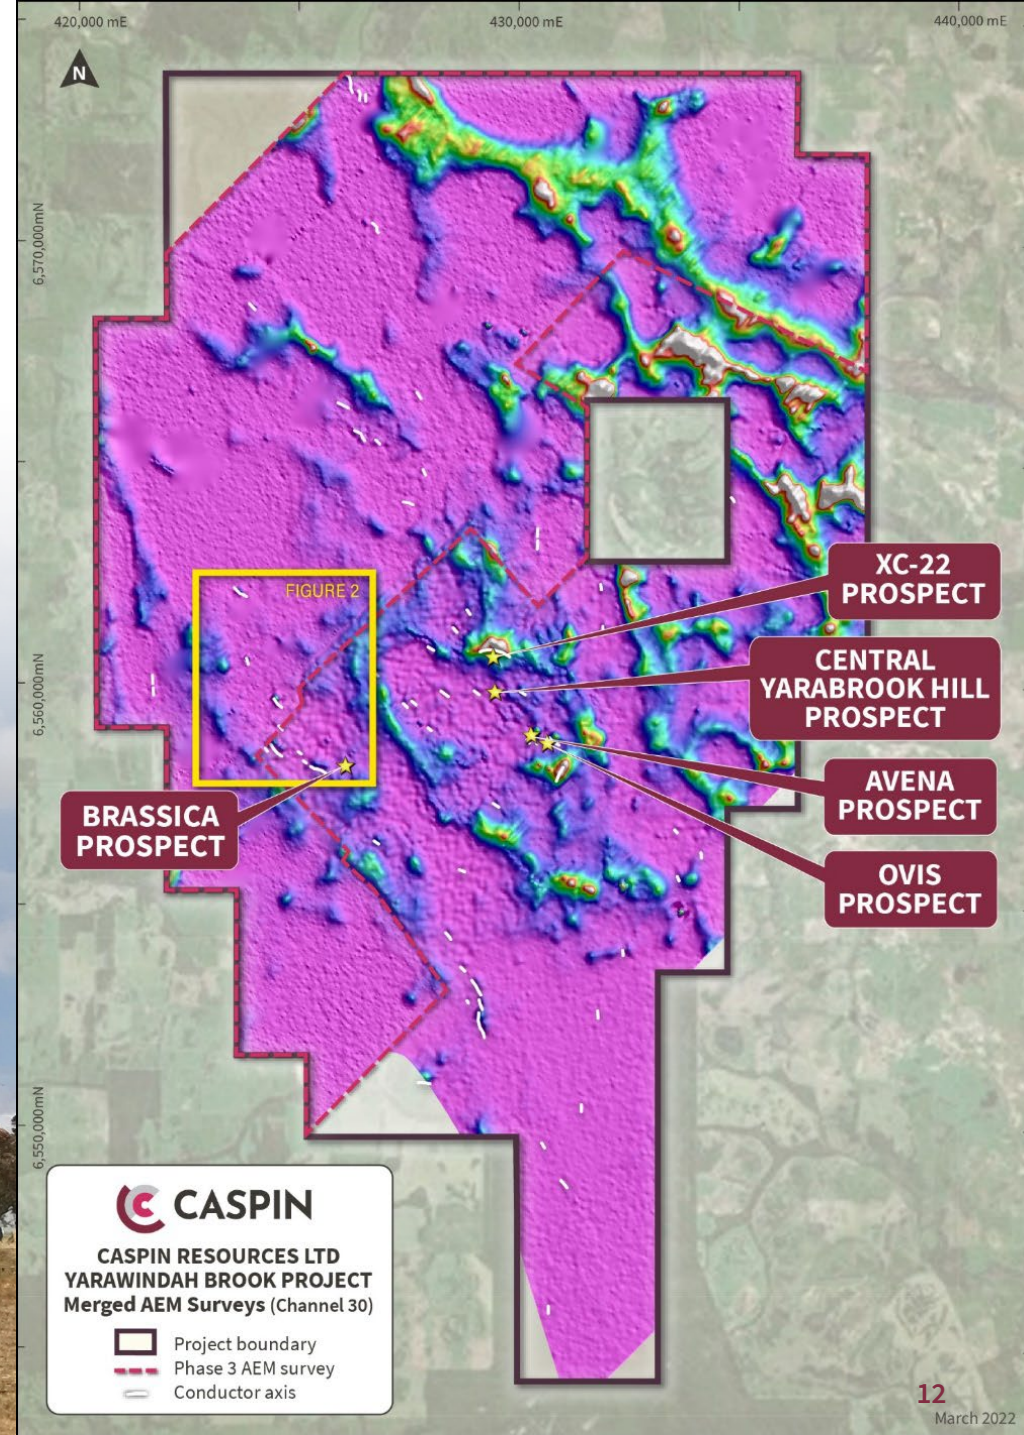 420,000 mE
430,000 mE
440,000 mE
N
6,570,000mN
6,560,000mN
6,550,000mN
FIGURE 2
XC-22
PROSPECT
CENTRAL
YARABROOK HILL
PROSPECT
AVENA
PROSPECT
OVIS
PROSPECT
BRASSICA
PROSPECT
CASPIN
CASPIN RESOURCES LTD
YARAWINDAH BROOK PROJECT
Merged AEM Surveys (Channel 30)
Project boundary
Phase 3 AEM survey
Conductor axis
12
March 2022